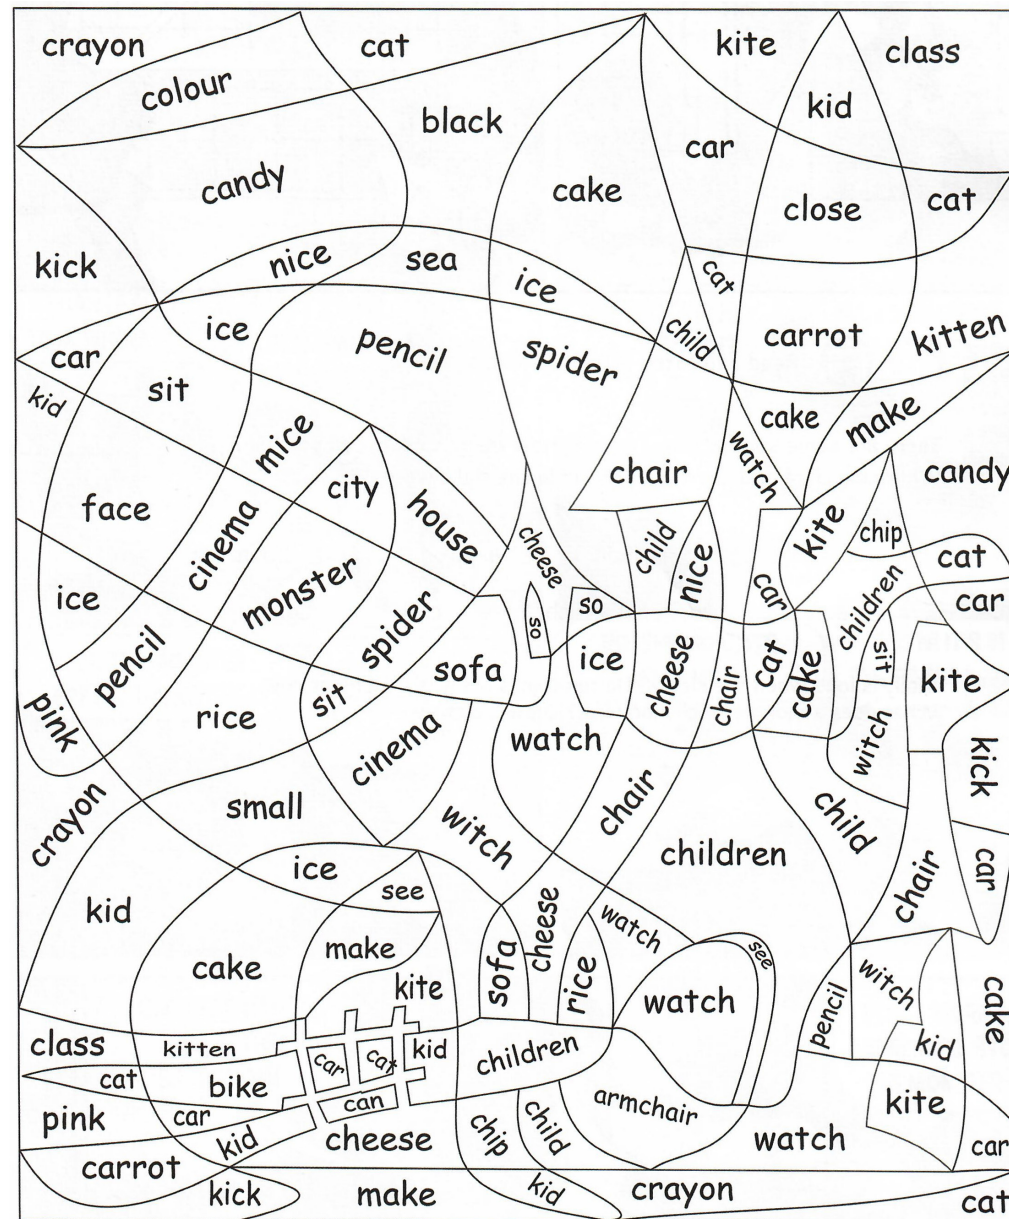 crayon
cat
kite
class
colour
kid
black
car
candy
cake
close
cat
kick
nice
sea
ice
cat
ice
pencil
spider
child
carrot
kitten
car
sit
kid
mice
cake
make
chair
watch
candy
face
city
house
cinema
cheese
child
nice
kite
chip
cat
ice
monster
so
so
car
children
car
pencil
spider
sofa
ice
cheese
chair
cat
cake
sit
kite
pink
rice
sit
cinema
watch
witch
kick
crayon
small
witch
chair
children
child
chair
car
ice
see
kid
cake
make
kite
sofa
cheese
rice
watch
see
watch
pencil
witch
cake
class
kitten
car
cat
kid
children
kid
cat
bike
can
armchair
kite
pink
car
kid
cheese
chip
child
watch
car
carrot
kick
make
kid
crayon
cat